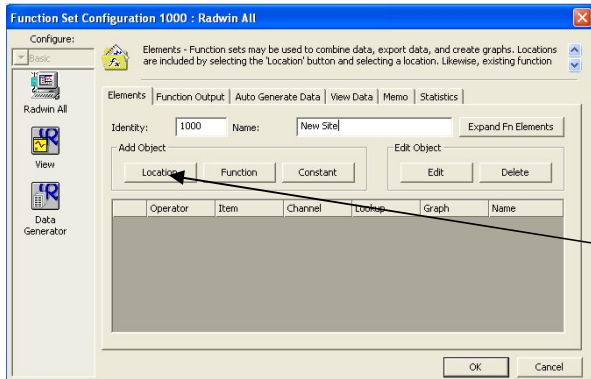 Function Set Configuration 1000 : Radwin All
Configure:
Basic
Radwin All
View
Data
Generator
Elements - Function sets may be used to combine data, export data, and create graphs. Locations
are included by selecting the 'Location' button and selecting a location. Likewise, existing function
Elements Function Output Auto Generate Data View Data Memo Statistics
Identity: 1000 Name: New Site Expand Fn Elements
Add Object Edit Object
Location Function Constant Edit Delete
Operator Item Channel Lookup Graph Name
OK Cancel